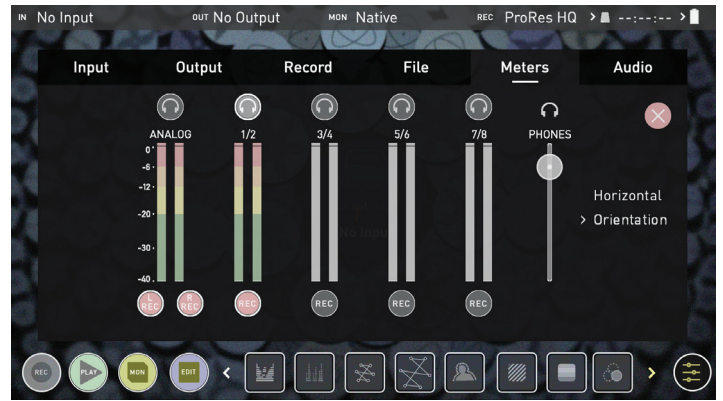 IN No Input OUT No Output MON Native REC ProRes HQ > --:--:-- >
Input Output Record File Meters Audio
ANALOG 1/2 3/4 5/6 7/8 PHONES
0
-6
-12
-20
-30
-40
No Input
Horizontal
> Orientation
L REC R REC REC REC REC REC
REC PLAY MON EDIT < >